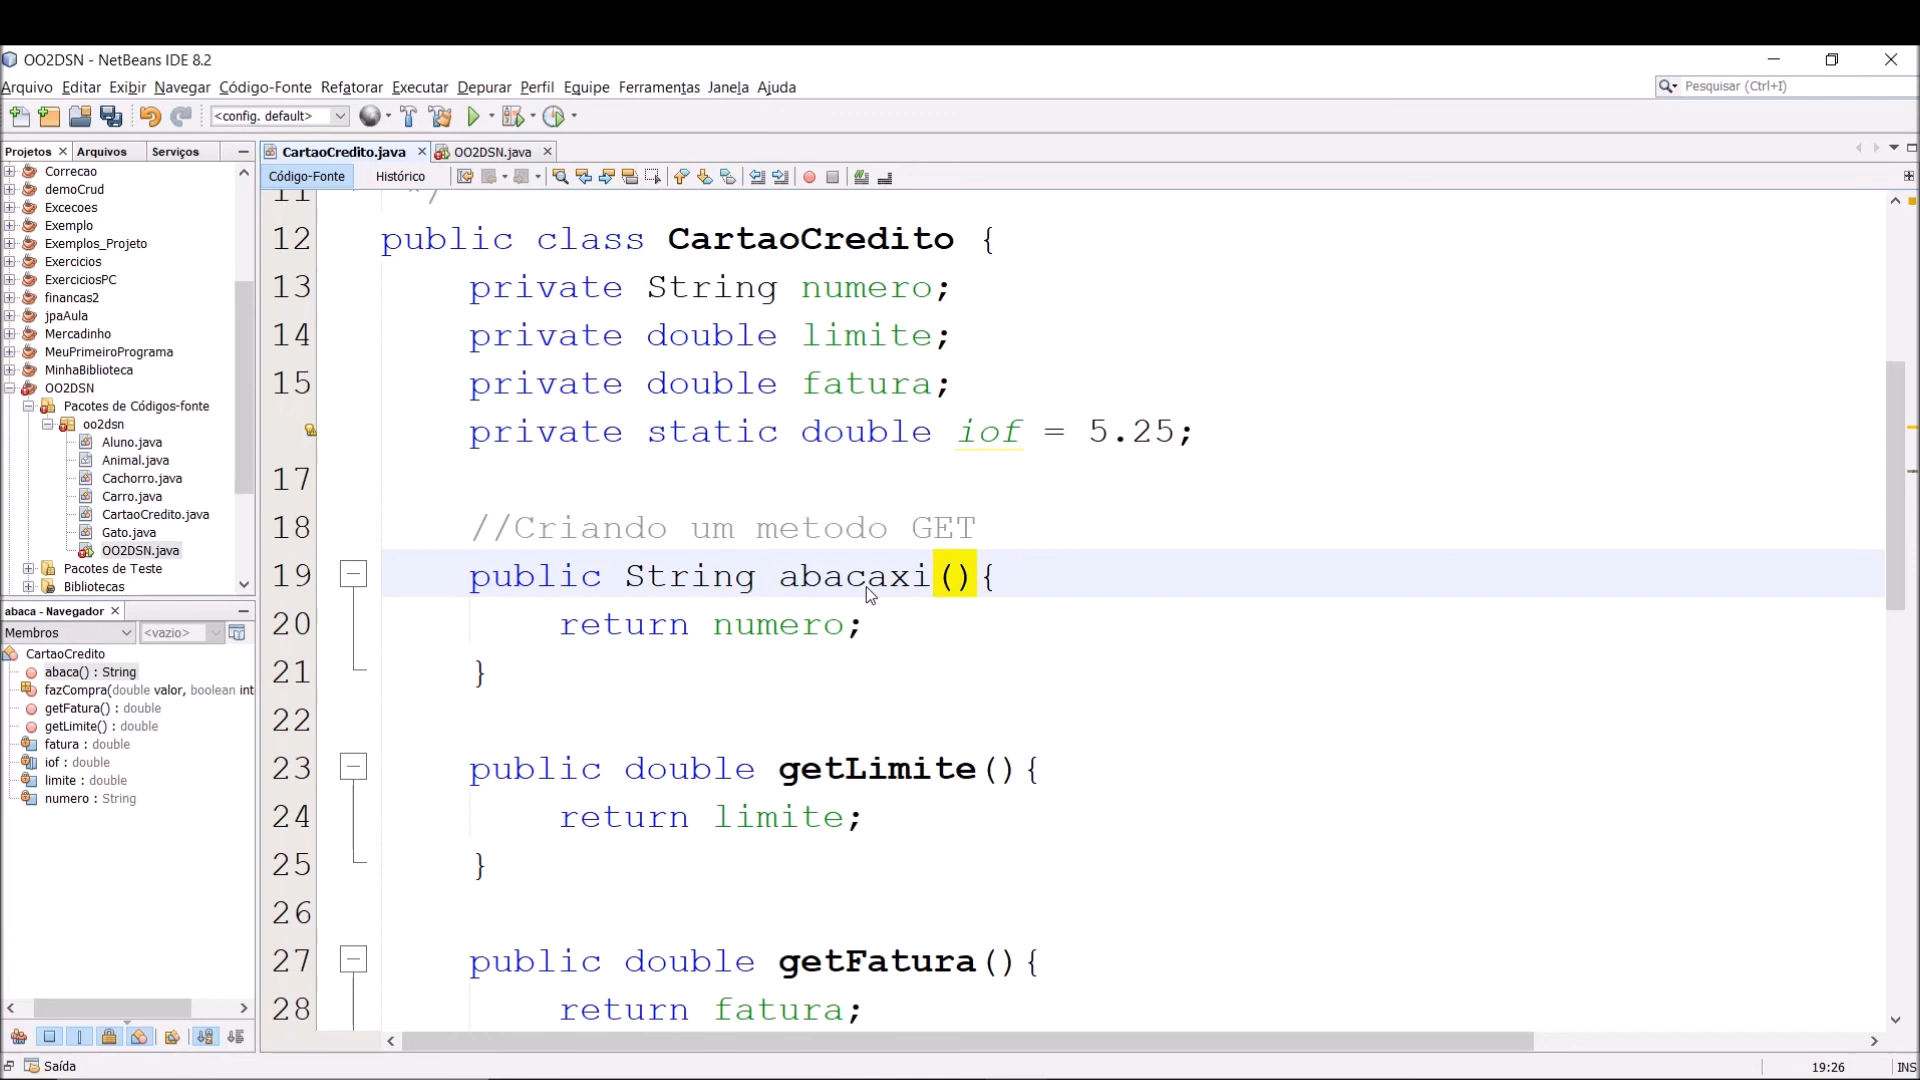 OO2DSN - NetBeans IDE 8.2
Arquivo Editar Exibir Navegar Código-Fonte Refatorar Executar Depurar Perfil Equipe Ferramentas Janela Ajuda
Pesquisar (Ctrl+I)
<config. default>
Projetos Arquivos Serviços
CartaoCredito.java OO2DSN.java
Código-Fonte Histórico
Correcao
demoCrud
Excecoes
Exemplo
Exemplos_Projeto
Exercicios
ExerciciosPC
financas2
jpaAula
Mercadinho
MeuPrimeiroPrograma
MinhaBiblioteca
OO2DSN
Pacotes de Códigos-fonte
oo2dsn
Aluno.java
Animal.java
Cachorro.java
Carro.java
CartaoCredito.java
Gato.java
OO2DSN.java
Pacotes de Teste
Bibliotecas
abaca - Navegador
Membros <vazio>
CartaoCredito
abaca() : String
fazCompra(double valor, boolean int
getFatura() : double
getLimite() : double
fatura : double
iof : double
limite : double
numero : String
11 */
12 public class CartaoCredito {
13 private String numero;
14 private double limite;
15 private double fatura;
private static double iof = 5.25;
17
18 //Criando um metodo GET
19 public String abacaxi(){
20 return numero;
21 }
22
23 public double getLimite(){
24 return limite;
25 }
26
27 public double getFatura(){
28 return fatura;
Saída
19:26 INS